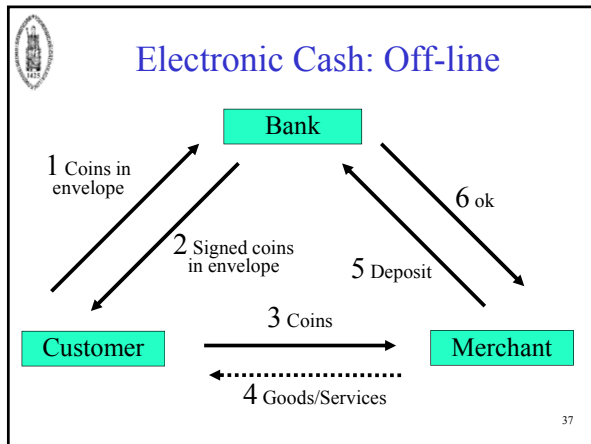 1425
Electronic Cash: Off-line
Bank
1 Coins in
envelope
2 Signed coins
in envelope
6 ok
5 Deposit
3 Coins
Customer
Merchant
4 Goods/Services
37